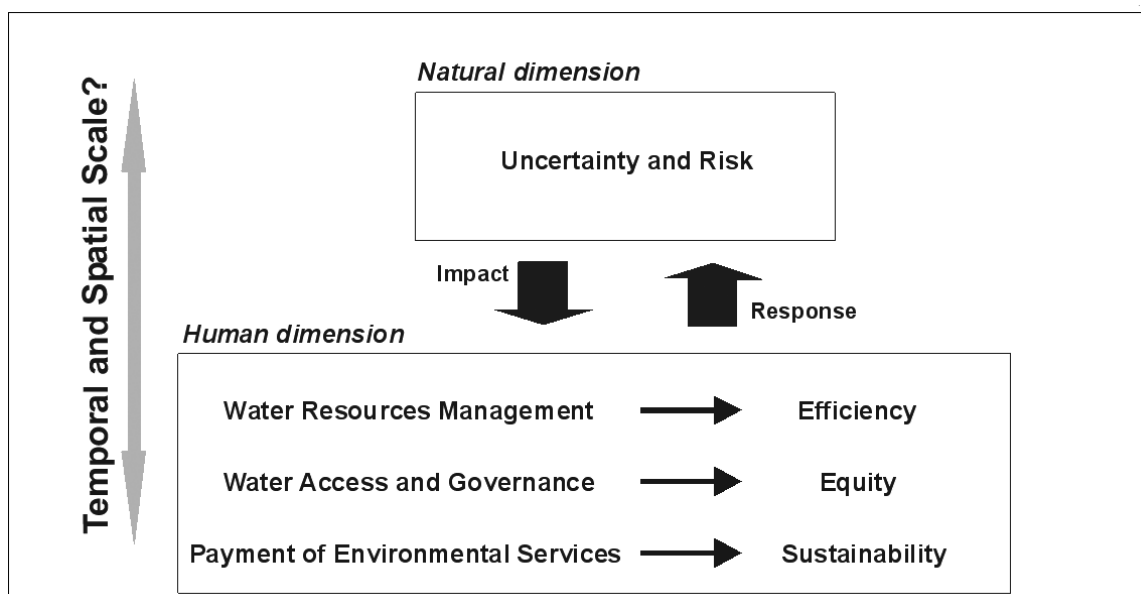 Temporal and Spatial Scale?
Natural dimension
Uncertainty and Risk
Impact
Response
Human dimension
Water Resources Management
Efficiency
Water Access and Governance
Equity
Payment of Environmental Services
Sustainability